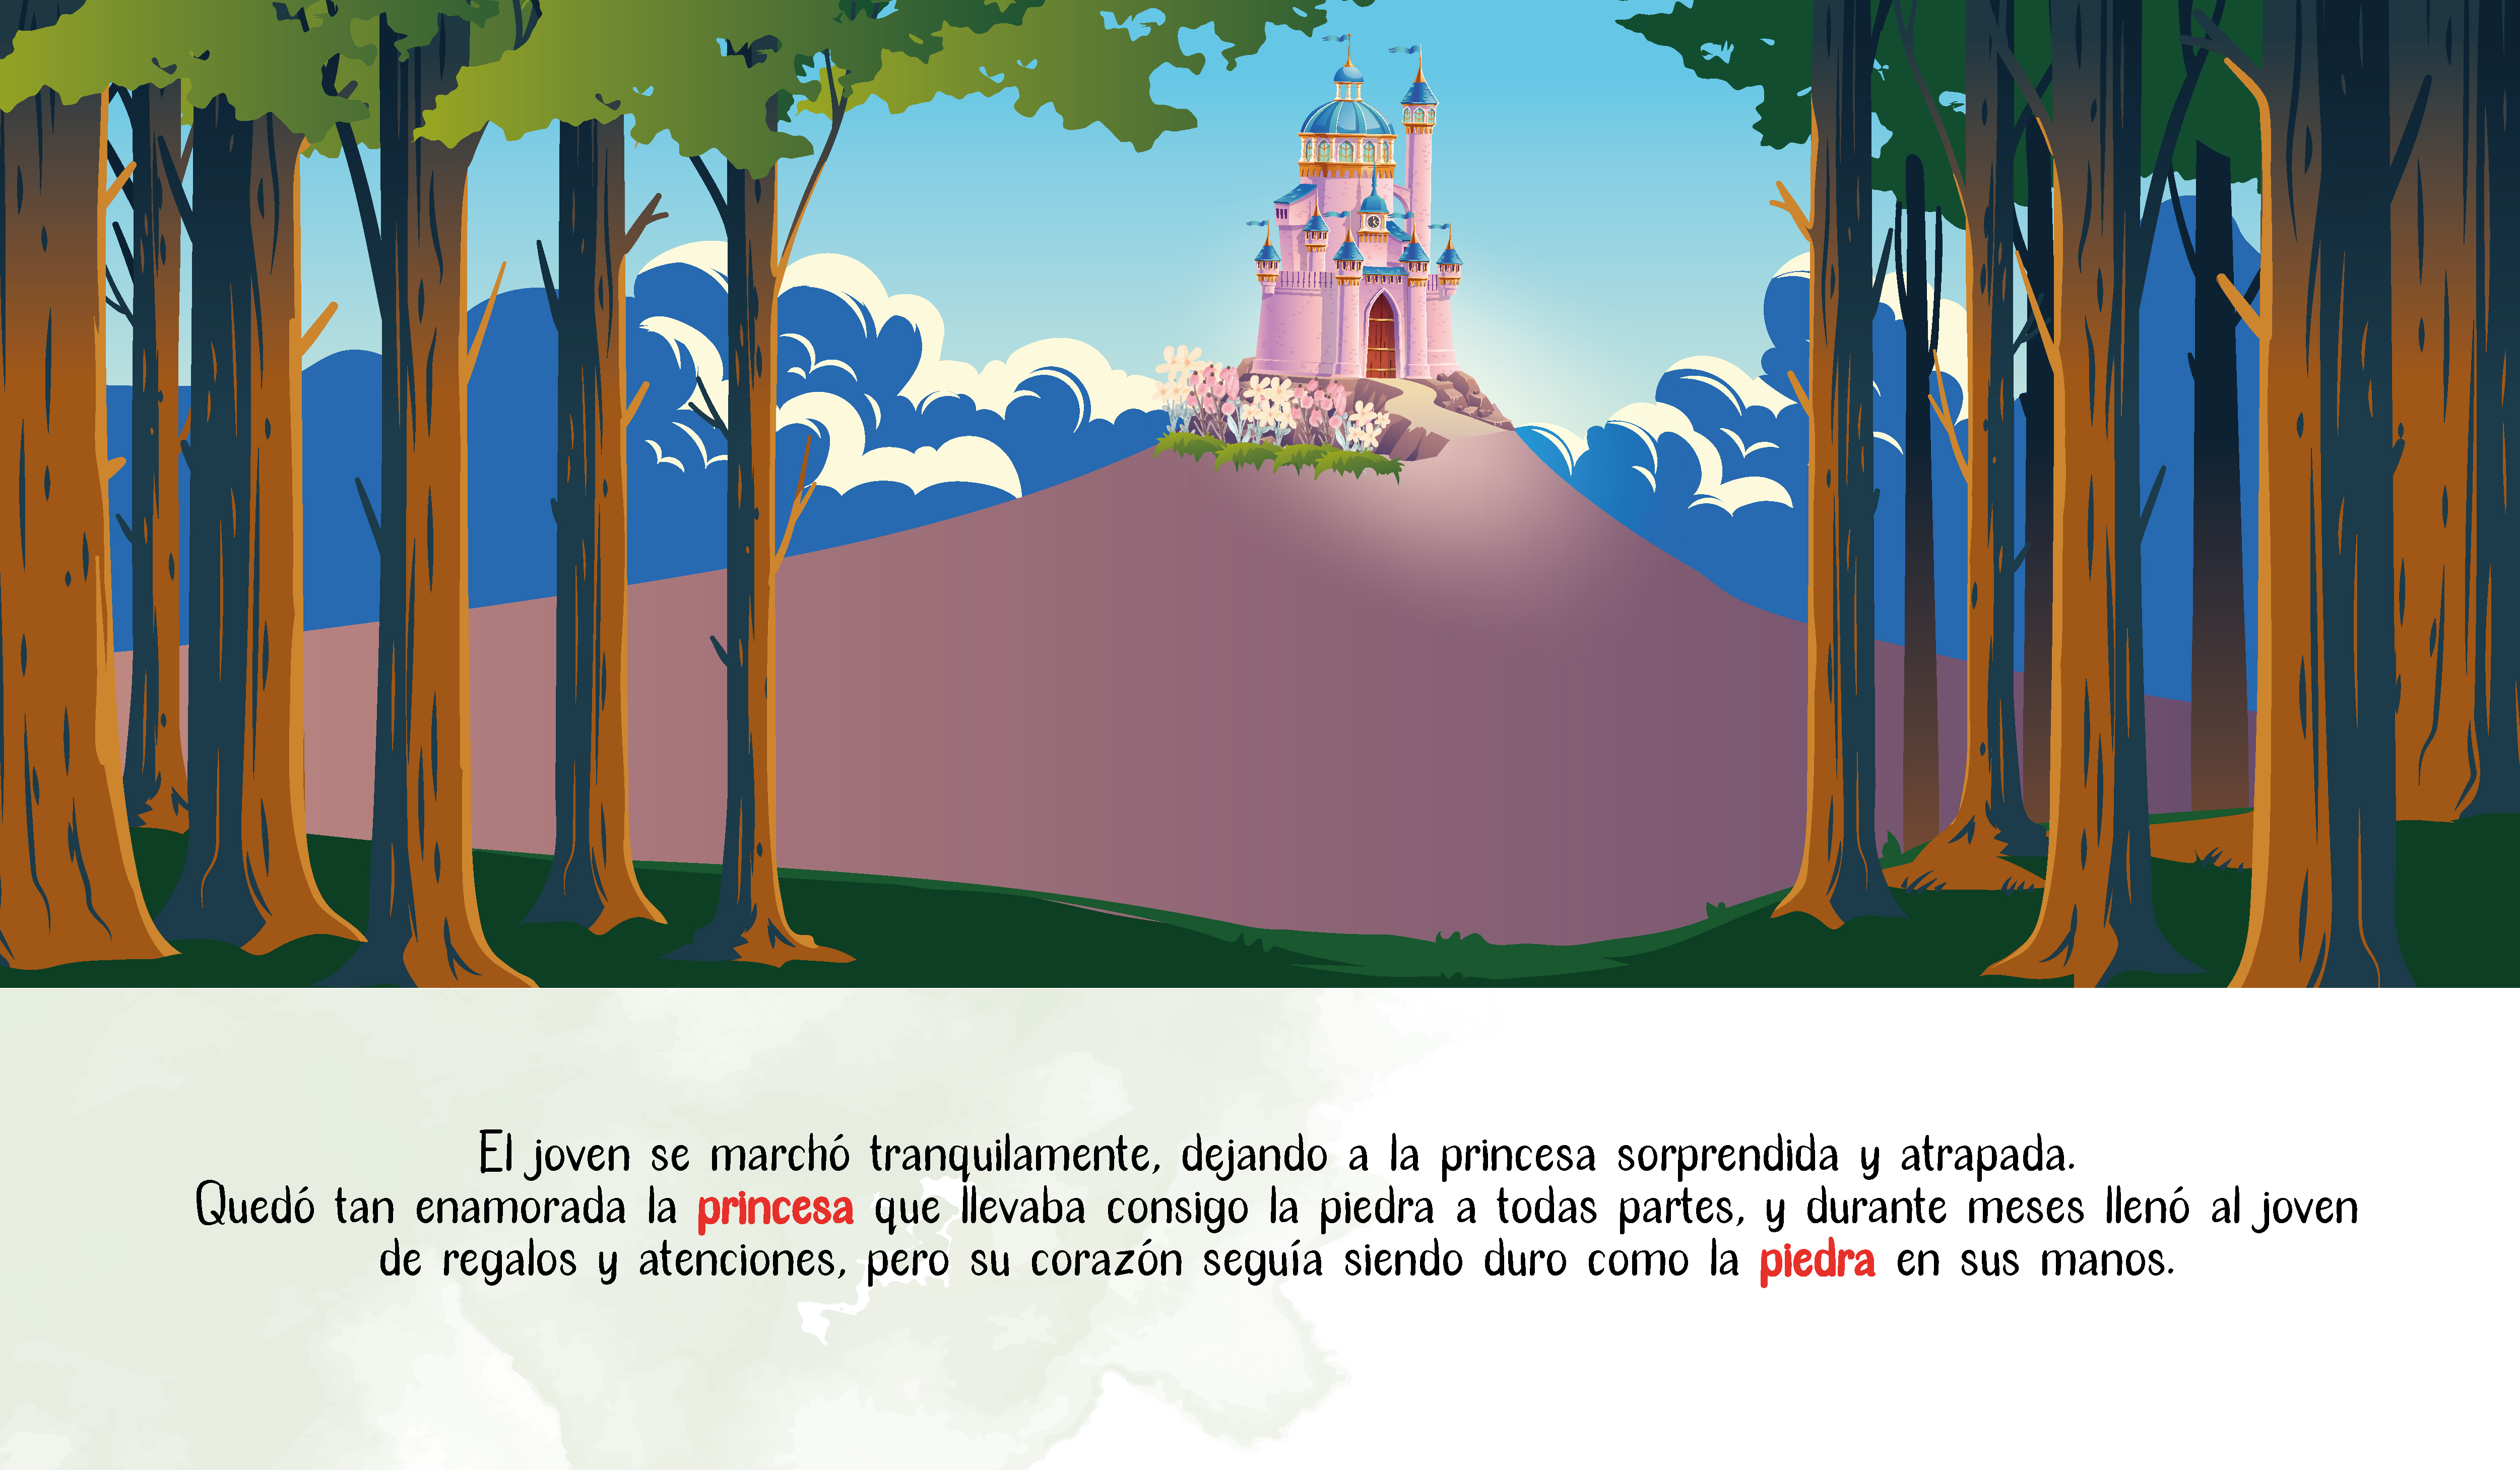 El joven se marchó tranquilamente, dejando a la princesa sorprendida y atrapada.
Quedó tan enamorada la princesa que llevaba consigo la piedra a todas partes, y durante meses llenó al joven
de regalos y atenciones, pero su corazón seguía siendo duro como la piedra en sus manos.